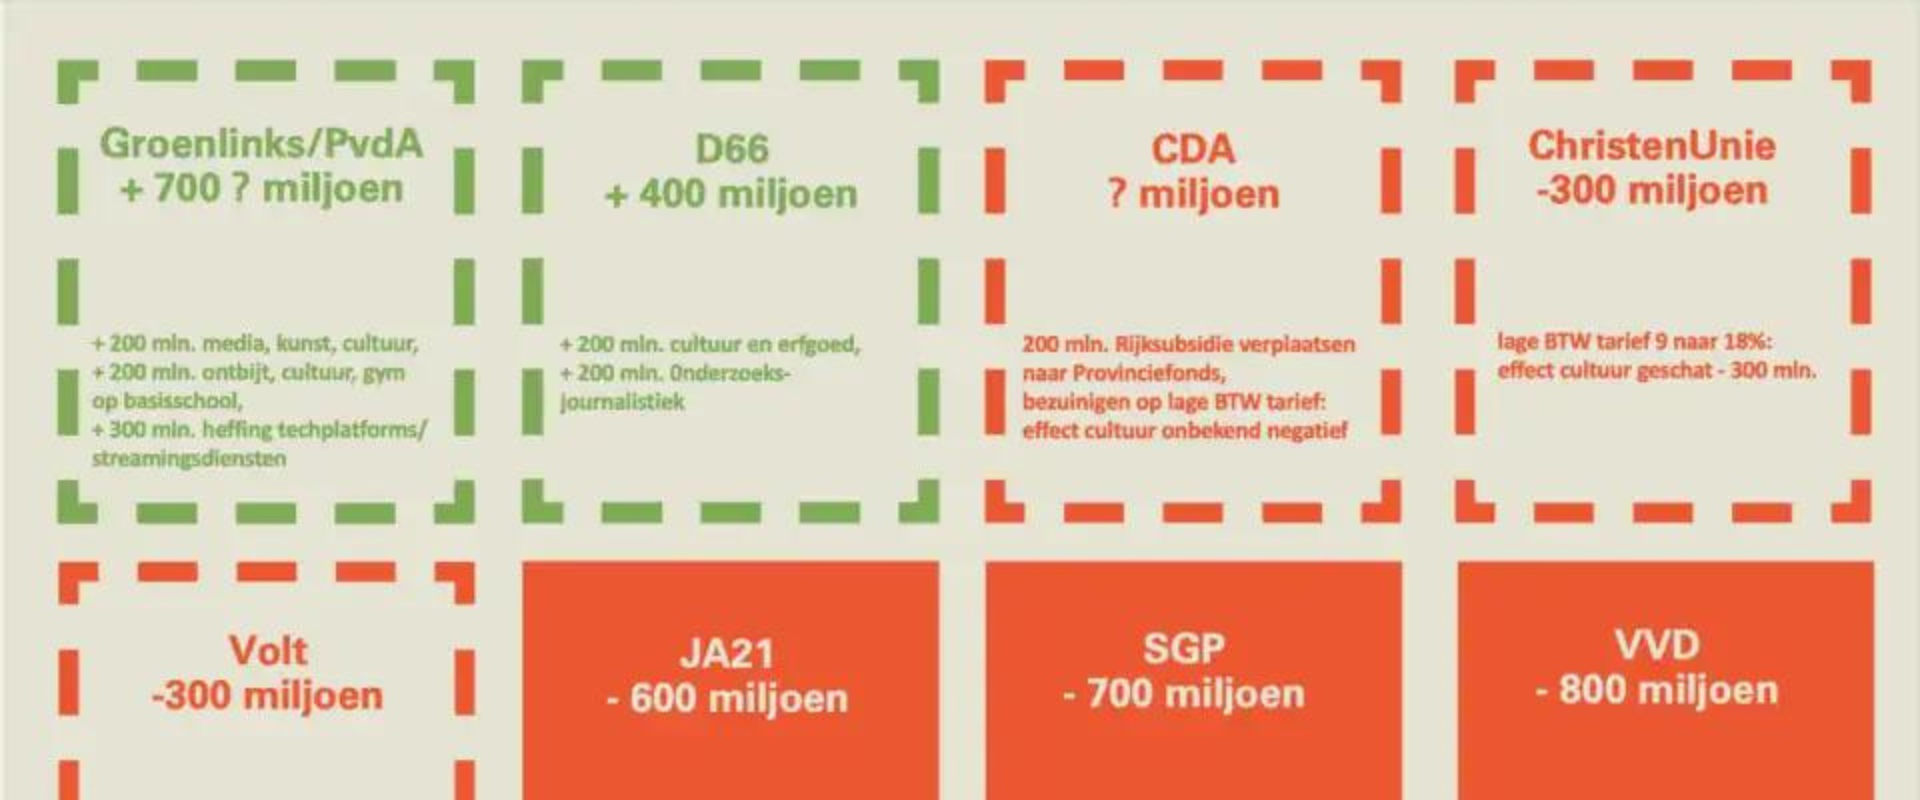 Groenlinks/PvdA
+ 700 ? miljoen
+ 200 mln. media, kunst, cultuur,
+ 200 mln. ontbijt, cultuur, gym
op basisschool,
+ 300 mln. heffing techplatforms/
streamingsdiensten
D66
+ 400 miljoen
+ 200 mln. cultuur en erfgoed,
+ 200 mln. Onderzoeks-
journalistiek
CDA
? miljoen
200 mln. Rijksubsidie verplaatsen
naar Provinciefonds,
bezuinigen op lage BTW tarief:
effect cultuur onbekend negatief
ChristenUnie
-300 miljoen
lage BTW tarief 9 naar 18%:
effect cultuur geschat - 300 mln.
Volt
-300 miljoen
JA21
- 600 miljoen
SGP
- 700 miljoen
VVD
- 800 miljoen